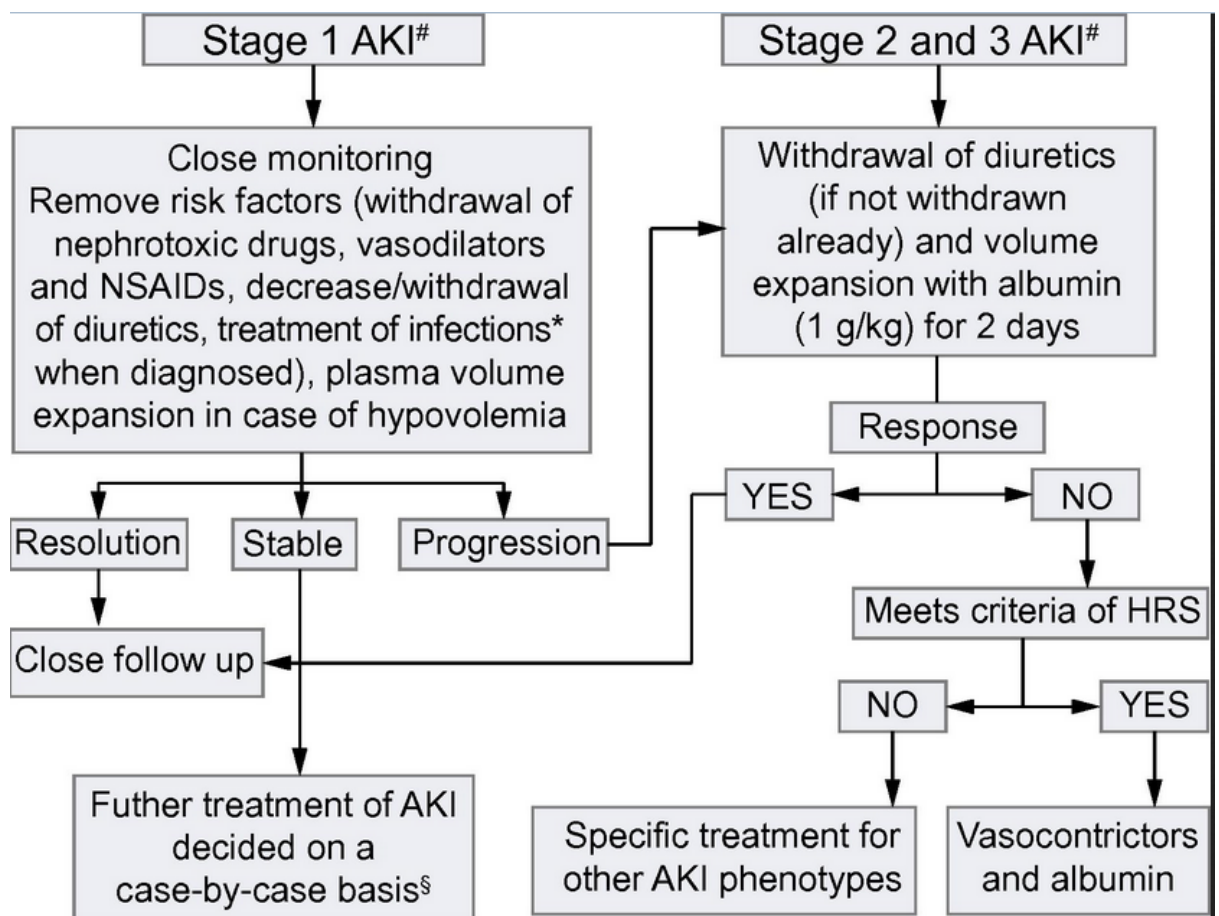 Stage 1 AKI#
Stage 2 and 3 AKI#
Close monitoring
Remove risk factors (withdrawal of
nephrotoxic drugs, vasodilators
and NSAIDs, decrease/withdrawal
of diuretics, treatment of infections*
when diagnosed), plasma volume
expansion in case of hypovolemia
Withdrawal of diuretics
(if not withdrawn
already) and volume
expansion with albumin
(1 g/kg) for 2 days
Response
YES
NO
Resolution
Stable
Progression
Meets criteria of HRS
Close follow up
NO
YES
Futher treatment of AKI
decided on a
case-by-case basis§
Specific treatment for
other AKI phenotypes
Vasocontrictors
and albumin